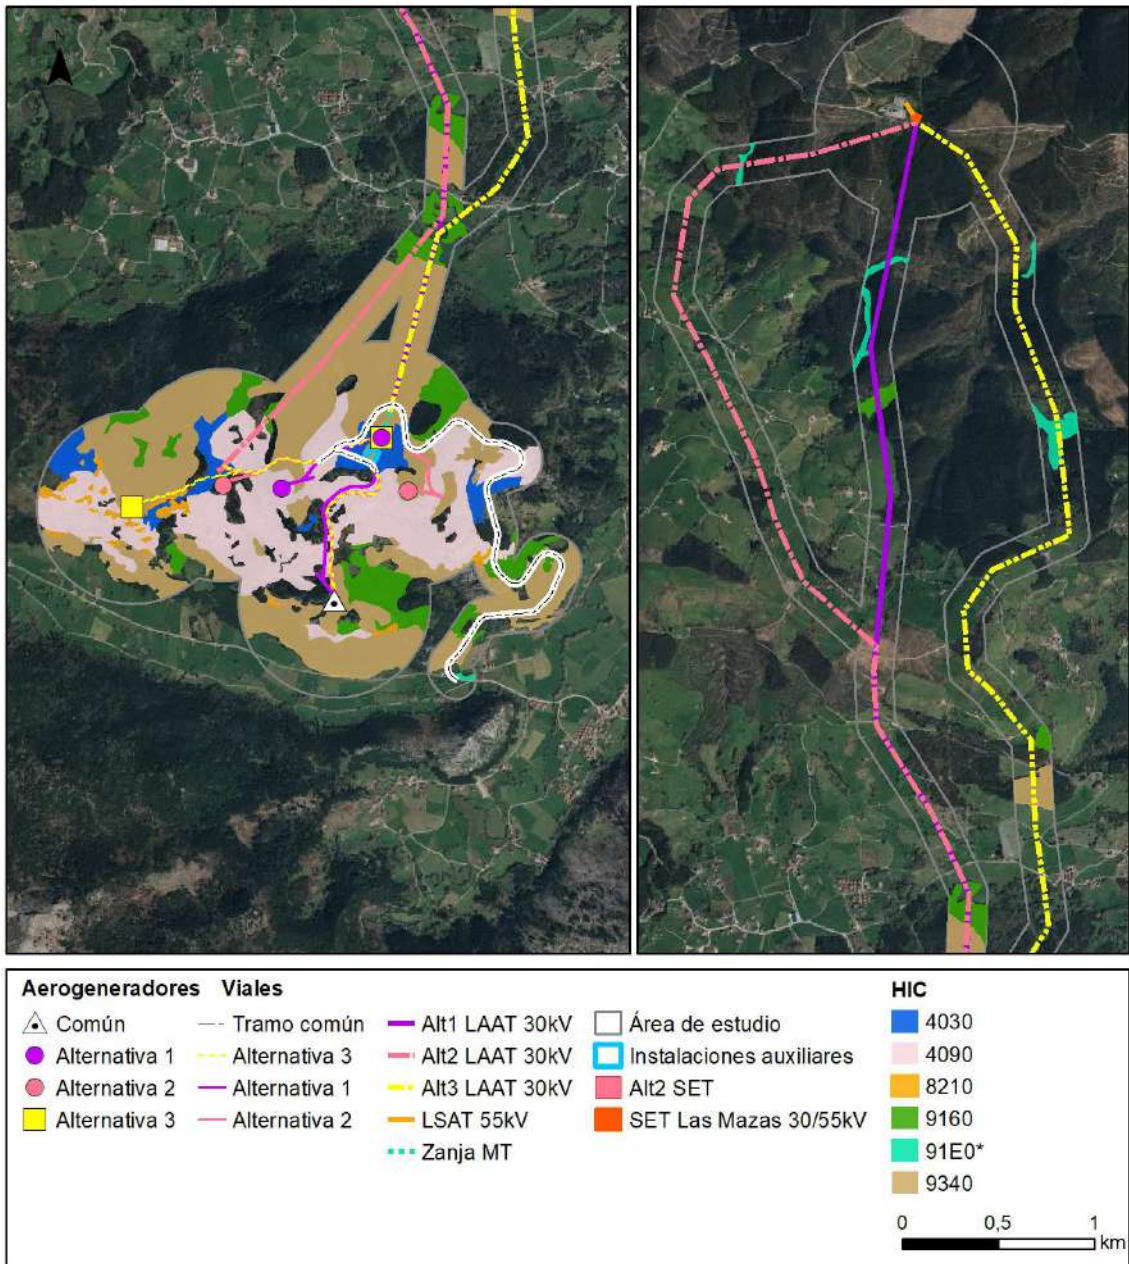 Aerogeneradores
Común
Alternativa 1
Alternativa 2
Alternativa 3
Viales
Tramo común
Alternativa 3
Alternativa 1
Alternativa 2
Alt1 LAAT 30kV
Alt2 LAAT 30kV
Alt3 LAAT 30kV
LSAT 55kV
Zanja MT
Área de estudio
Instalaciones auxiliares
Alt2 SET
SET Las Mazas 30/55kV
HIC
4030
4090
8210
9160
91E0*
9340
0 0,5 1
km